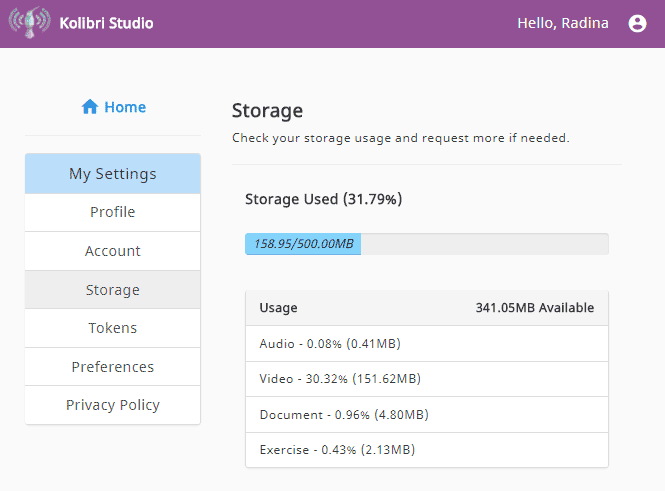 Kolibri Studio
Hello, Radina
Home
My Settings
Profile
Account
Storage
Tokens
Preferences
Privacy Policy
Storage
Check your storage usage and request more if needed.
Storage Used (31.79%)
158.95/500.00MB
Usage 341.05MB Available
Audio - 0.08% (0.41MB)
Video - 30.32% (151.62MB)
Document - 0.96% (4.80MB)
Exercise - 0.43% (2.13MB)